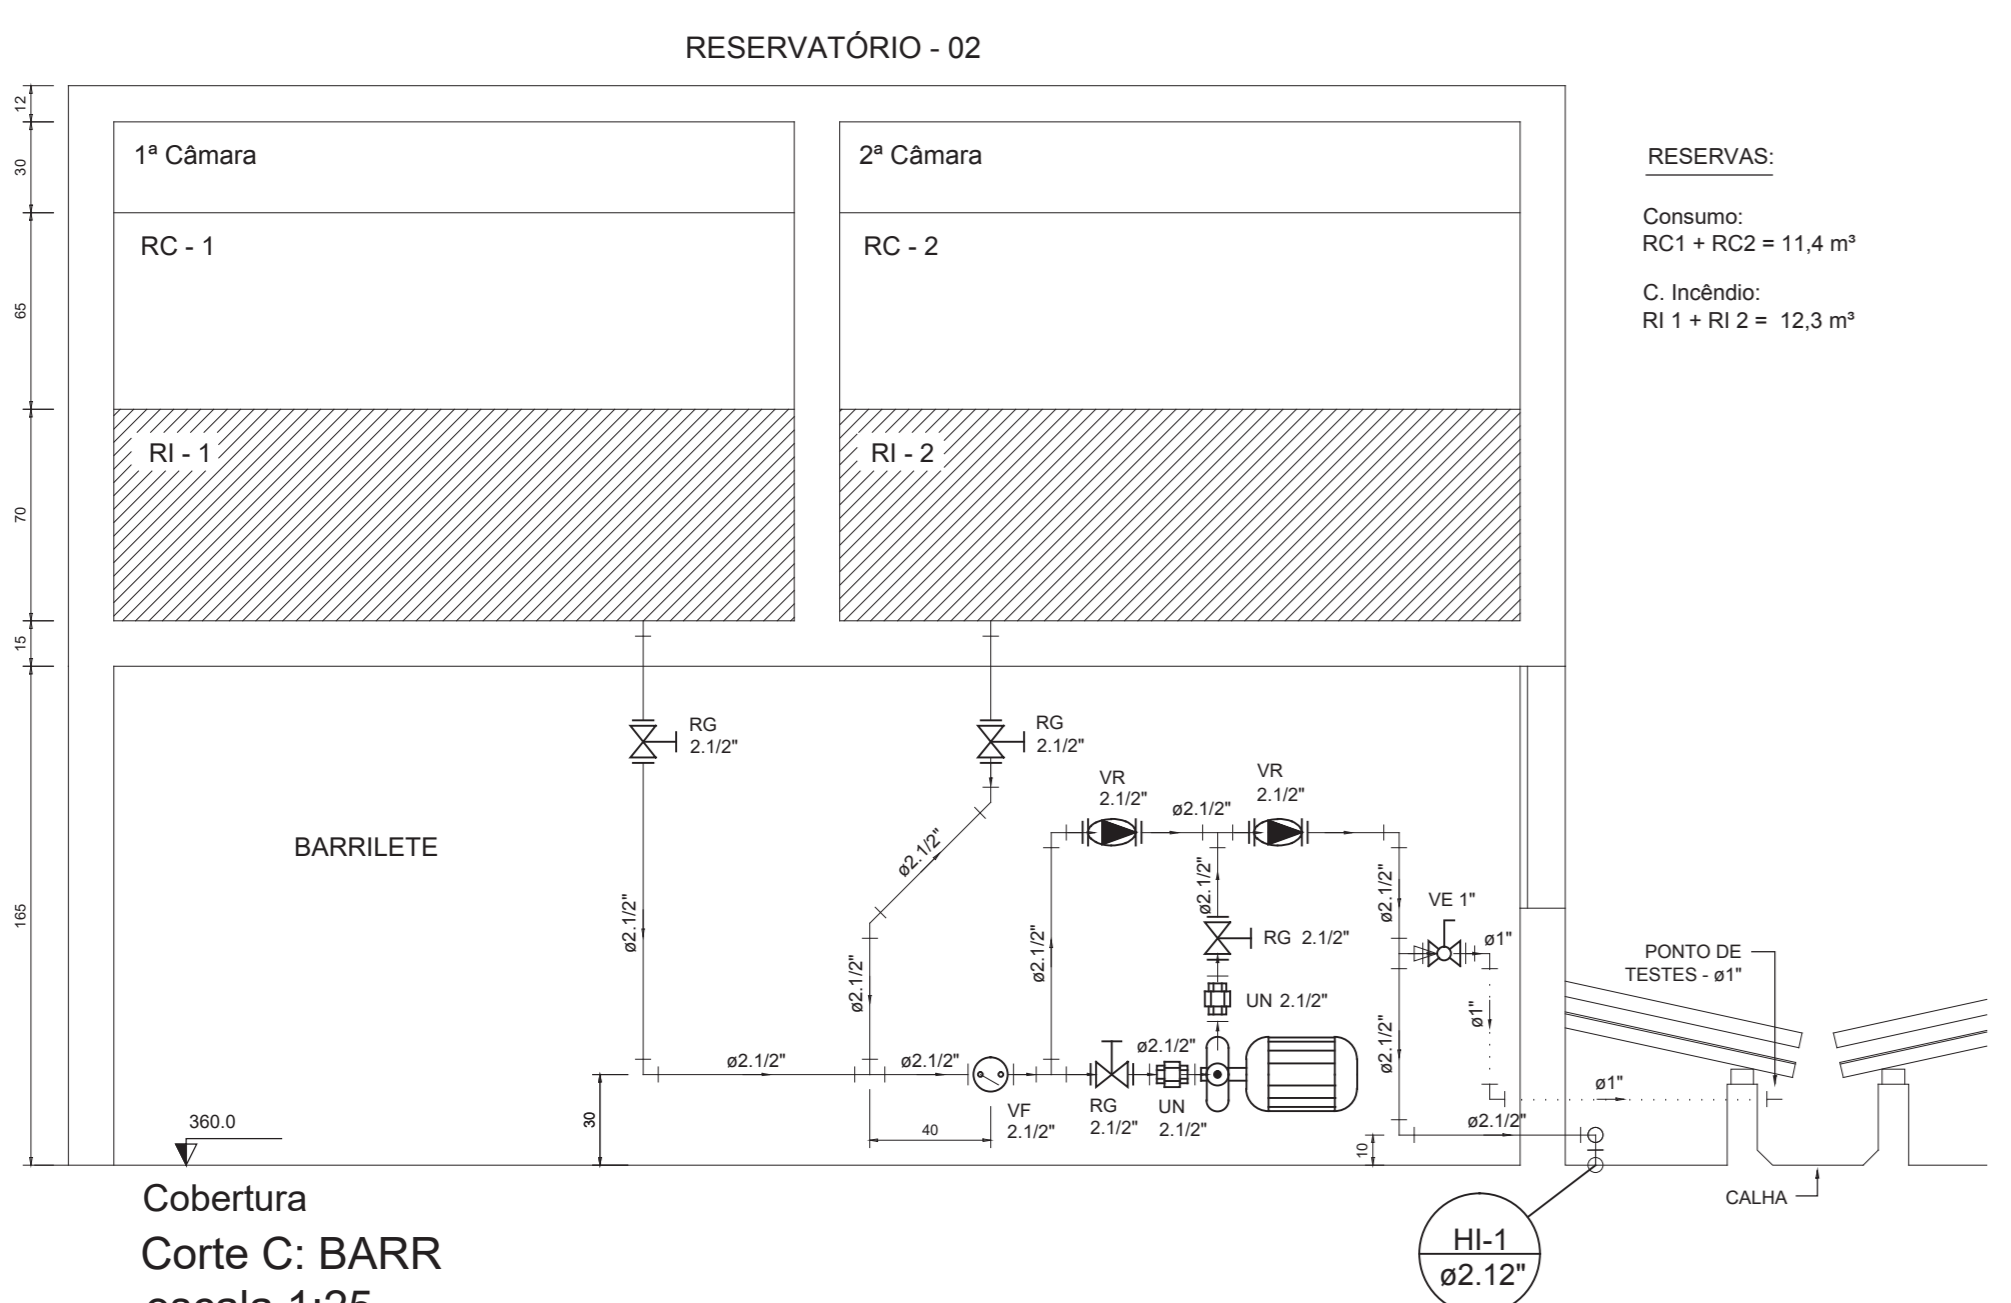 RESERVATÓRIO - 02
12
30
65
70
15
165
1ª Câmara
2ª Câmara
RC - 1
RC - 2
RI - 1
RI - 2
RESERVAS:
Consumo:
RC1 + RC2 = 11,4 m³
C. Incêndio:
RI 1 + RI 2 = 12,3 m³
BARRILETE
RG
2.1/2"
RG
2.1/2"
VR
2.1/2"
ø2.1/2"
VR
2.1/2"
ø2.1/2"
ø2.1/2"
ø2.1/2"
ø2.1/2"
ø2.1/2"
ø2.1/2"
RG 2.1/2"
UN 2.1/2"
VE 1"
ø1"
ø1"
ø2.1/2"
PONTO DE
TESTES - ø1"
ø2.1/2"
ø2.1/2"
ø2.1/2"
VF
2.1/2"
RG
2.1/2"
UN
2.1/2"
ø1"
ø2.1/2"
30
40
10
360.0
CALHA
HI-1
ø2.12"
Cobertura
Corte C: BARR
escala 1:25